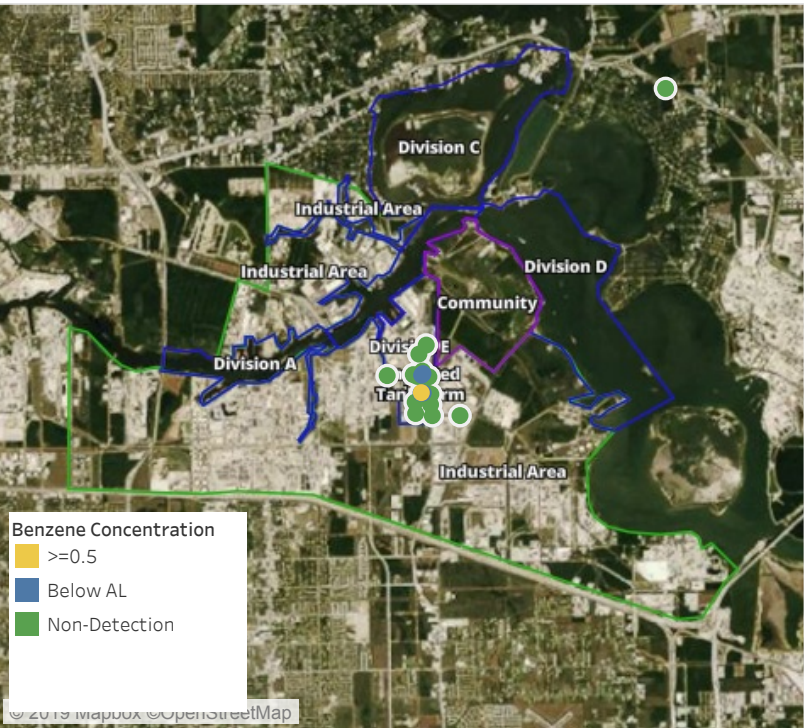 Division C
Industrial Area
Division D
Industrial Area
Community
Division A
Industrial Area
Benzene Concentration
>=0.5
Below AL
Non-Detection
© 2019 Mapbox ©OpenStreetMap